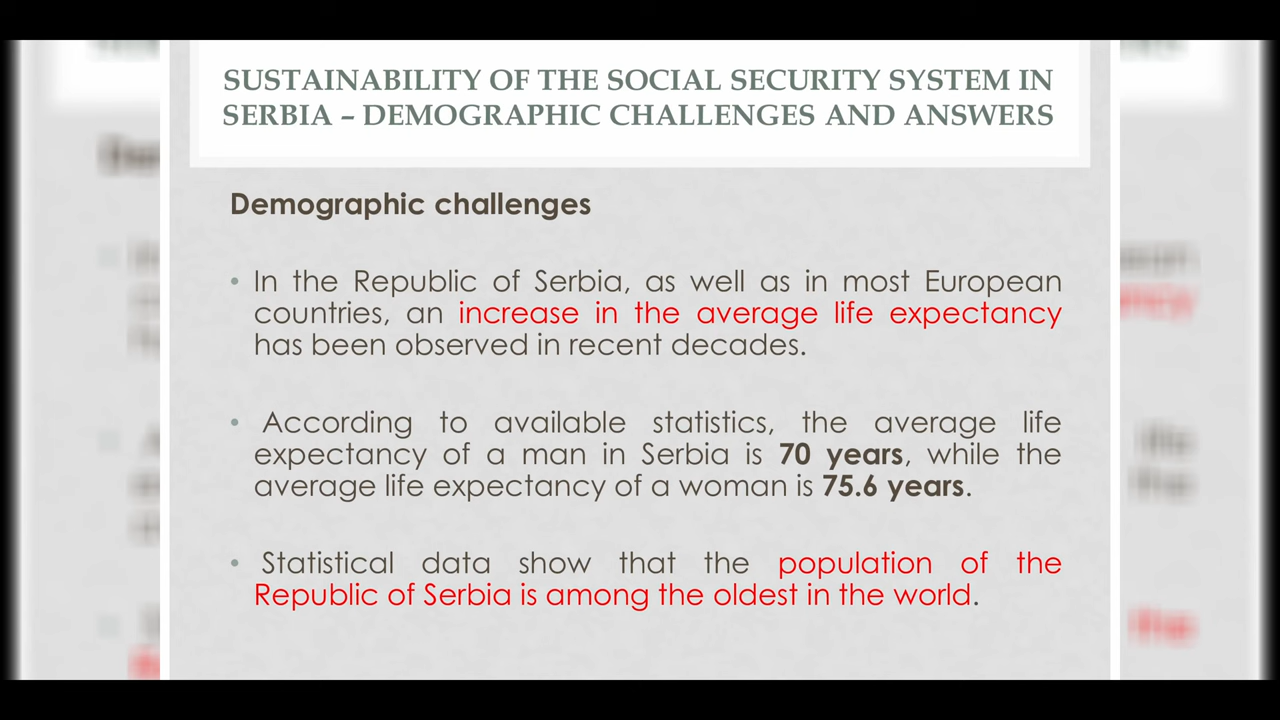 SUSTAINABILITY OF THE SOCIAL SECURITY SYSTEM IN
SERBIA – DEMOGRAPHIC CHALLENGES AND ANSWERS
Demographic challenges
• In the Republic of Serbia, as well as in most European
countries, an increase in the average life expectancy
has been observed in recent decades.
• According to available statistics, the average life
expectancy of a man in Serbia is 70 years, while the
average life expectancy of a woman is 75.6 years.
• Statistical data show that the population of the
Republic of Serbia is among the oldest in the world.